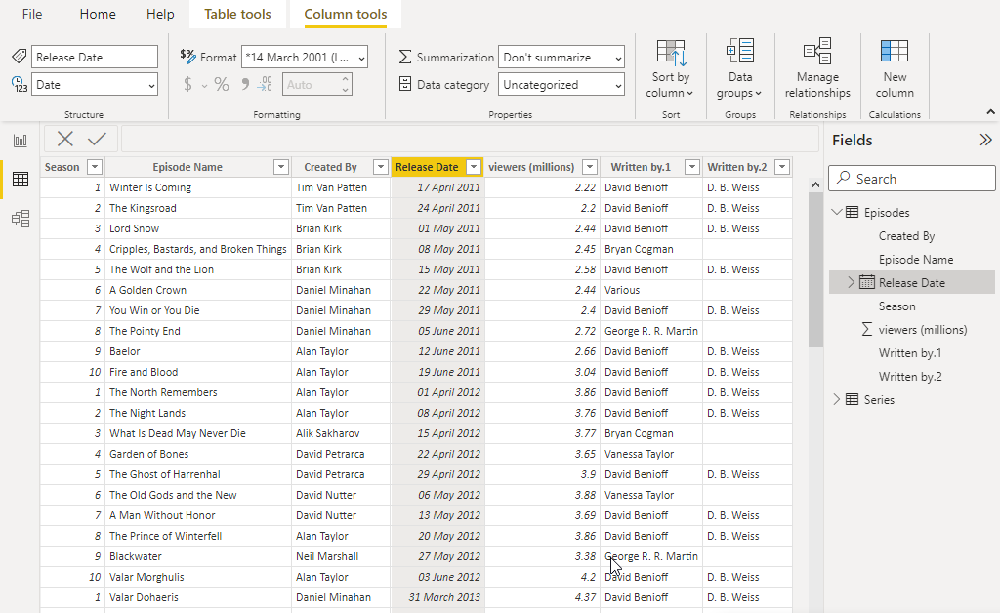 File Home Help Table tools Column tools
Release Date $% Format *14 March 2001 (L... Summarization Don't summarize
123 Date $ % 9 .00 Auto Data category Uncategorized
Sort by column Data groups Manage relationships New column
Structure Formatting Properties Sort Groups Relationships Calculations
Fields
Search
Season Episode Name Created By Release Date viewers (millions) Written by.1 Written by.2
1 Winter Is Coming Tim Van Patten 17 April 2011 2.22 David Benioff D. B. Weiss
2 The Kingsroad Tim Van Patten 24 April 2011 2.2 David Benioff D. B. Weiss
3 Lord Snow Brian Kirk 01 May 2011 2.44 David Benioff D. B. Weiss
4 Cripples, Bastards, and Broken Things Brian Kirk 08 May 2011 2.45 Bryan Cogman
5 The Wolf and the Lion Brian Kirk 15 May 2011 2.58 David Benioff D. B. Weiss
6 A Golden Crown Daniel Minahan 22 May 2011 2.44 Various
7 You Win or You Die Daniel Minahan 29 May 2011 2.4 David Benioff D. B. Weiss
8 The Pointy End Daniel Minahan 05 June 2011 2.72 George R. R. Martin
9 Baelor Alan Taylor 12 June 2011 2.66 David Benioff D. B. Weiss
10 Fire and Blood Alan Taylor 19 June 2011 3.04 David Benioff D. B. Weiss
1 The North Remembers Alan Taylor 01 April 2012 3.86 David Benioff D. B. Weiss
2 The Night Lands Alan Taylor 08 April 2012 3.76 David Benioff D. B. Weiss
3 What Is Dead May Never Die Alik Sakharov 15 April 2012 3.77 Bryan Cogman
4 Garden of Bones David Petrarca 22 April 2012 3.65 Vanessa Taylor
5 The Ghost of Harrenhal David Petrarca 29 April 2012 3.9 David Benioff D. B. Weiss
6 The Old Gods and the New David Nutter 06 May 2012 3.88 Vanessa Taylor
7 A Man Without Honor David Nutter 13 May 2012 3.69 David Benioff D. B. Weiss
8 The Prince of Winterfell Alan Taylor 20 May 2012 3.86 David Benioff D. B. Weiss
9 Blackwater Neil Marshall 27 May 2012 3.38 George R. R. Martin
10 Valar Morghulis Alan Taylor 03 June 2012 4.2 David Benioff D. B. Weiss
1 Valar Dohaeris Daniel Minahan 31 March 2013 4.37 David Benioff D. B. Weiss
Episodes
Created By
Episode Name
Release Date
Season
viewers (millions)
Written by.1
Written by.2
Series